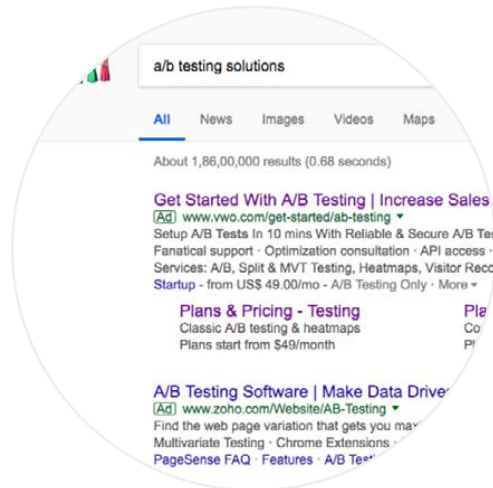 a/b testing solutions
All News Images Videos Maps
About 1,86,00,000 results (0.68 seconds)
Get Started With A/B Testing | Increase Sales
Ad www.vwo.com/get-started/ab-testing ▼
Setup A/B Tests In 10 mins With Reliable & Secure A/B Tes
Fanatical support · Optimization consultation · API access ·
Services: A/B, Split & MVT Testing, Heatmaps, Visitor Reco
Startup - from US$ 49.00/mo - A/B Testing Only · More ▼
Plans & Pricing - Testing
Classic A/B testing & heatmaps
Plans start from $49/month
Pla
Co
A/B Testing Software | Make Data Drive
Ad www.zoho.com/Website/AB-Testing ▼
Find the web page variation that gets you max
Multivariate Testing · Chrome Extensions ·
PageSense FAQ · Features · A/B Test